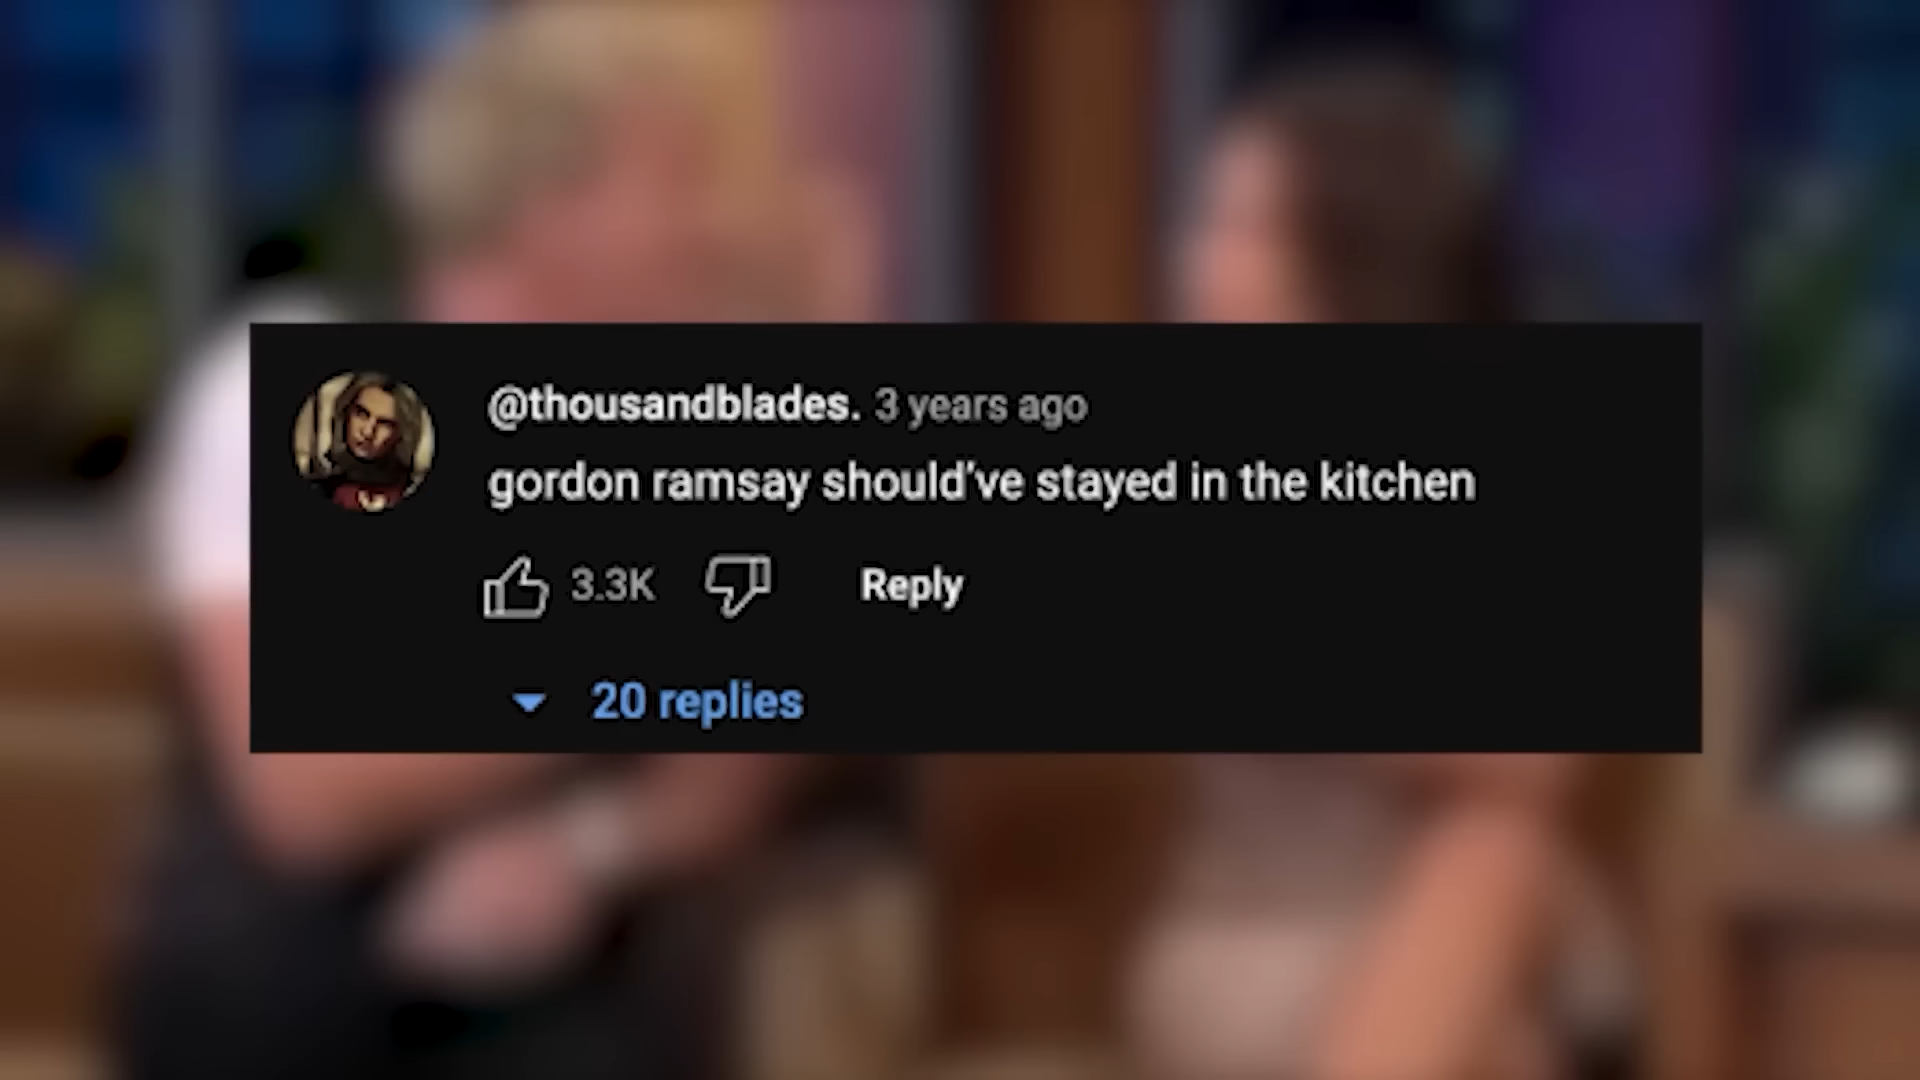 @thousandblades. 3 years ago
gordon ramsay should've stayed in the kitchen
3.3K Reply
20 replies